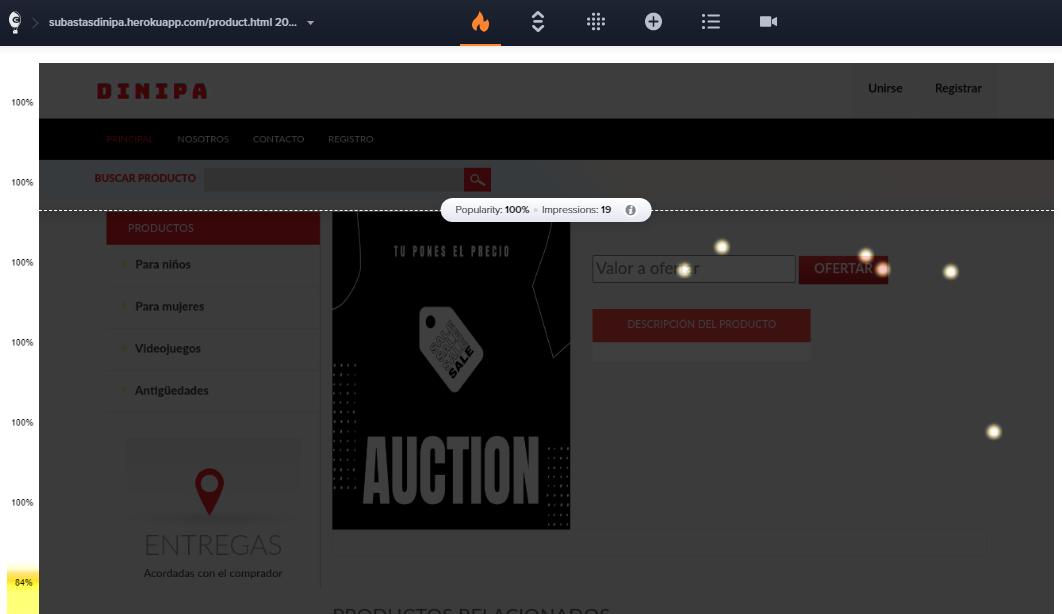 subastasdinipa.herokuapp.com/product.html 20...
100%
DINIPA
Unirse
Registrar
PRINCIPAL
NOSOTROS
CONTACTO
REGISTRO
100%
BUSCAR PRODUCTO
Popularity: 100%
Impressions: 19
PRODUCTOS
TU PONES EL PRECIO
100%
Para niños
Valor a ofertar
OFERTAR
Para mujeres
DESCRIPCIÓN DEL PRODUCTO
100%
Videojuegos
SALE
SALE
SALE
SALE
Antigüedades
100%
AUCTION
100%
ENTREGAS
Acordadas con el comprador
84%
PRODUCTOS RELACIONADOS